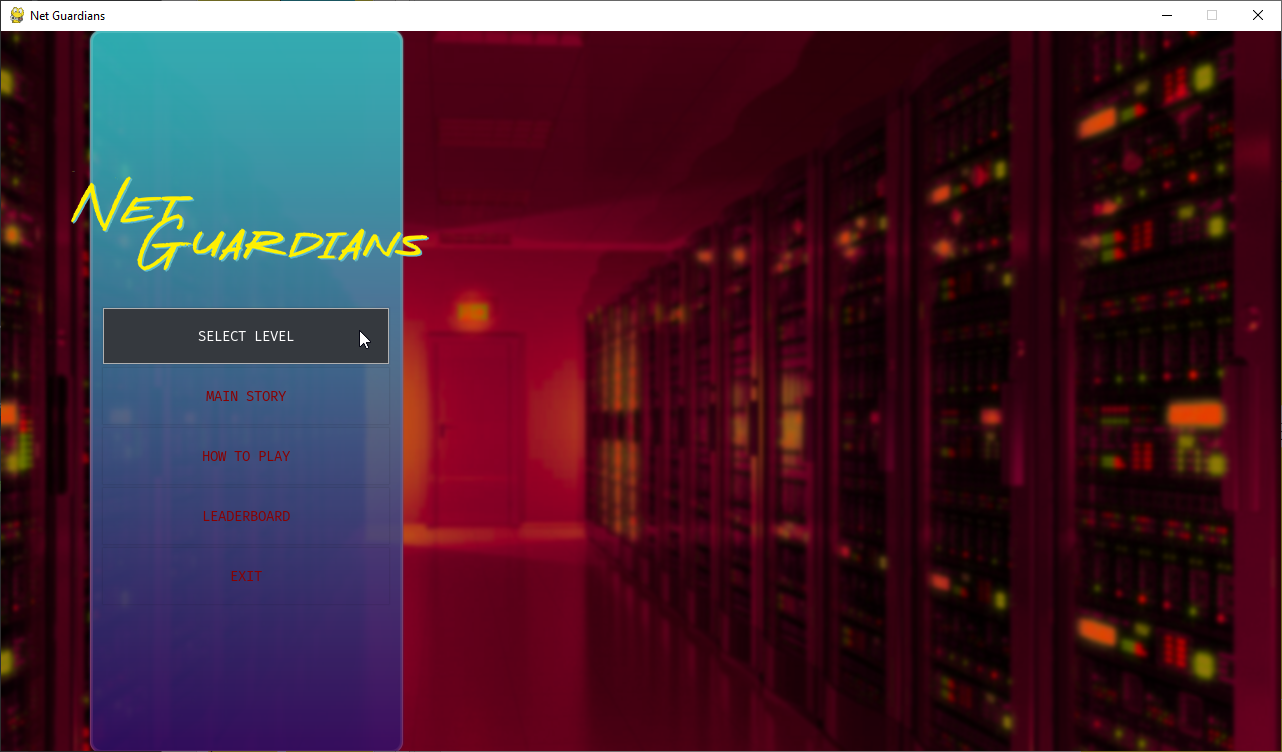 Net Guardians
NET
GUARDIANS
SELECT LEVEL
MAIN STORY
HOW TO PLAY
LEADERBOARD
EXIT